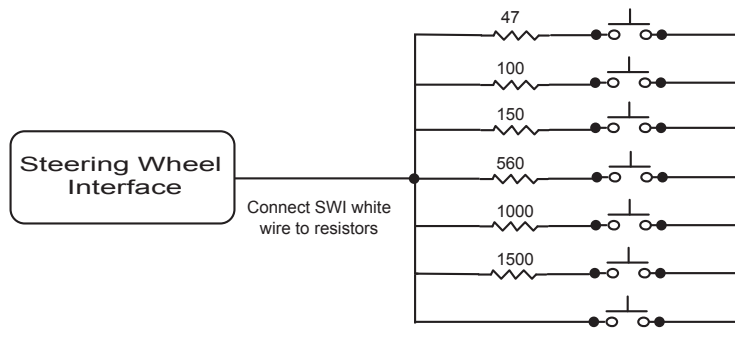 47
100
150
Steering Wheel
Interface
560
Connect SWI white
wire to resistors
1000
1500